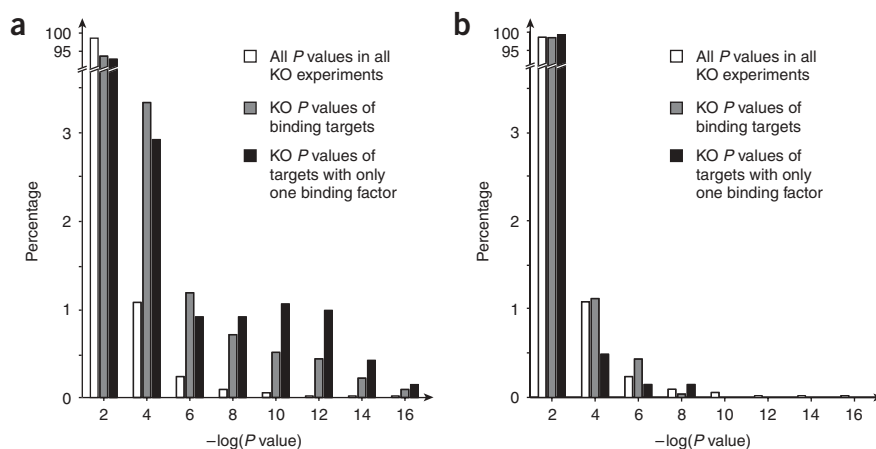 a
100
95
3
2
1
0
Percentage
All P values in all
KO experiments
KO P values of
binding targets
KO P values of
targets with only
one binding factor
2 4 6 8 10 12 14 16
–log(P value)
b
100
95
3
2
1
0
Percentage
All P values in all
KO experiments
KO P values of
binding targets
KO P values of
targets with only
one binding factor
2 4 6 8 10 12 14 16
–log(P value)